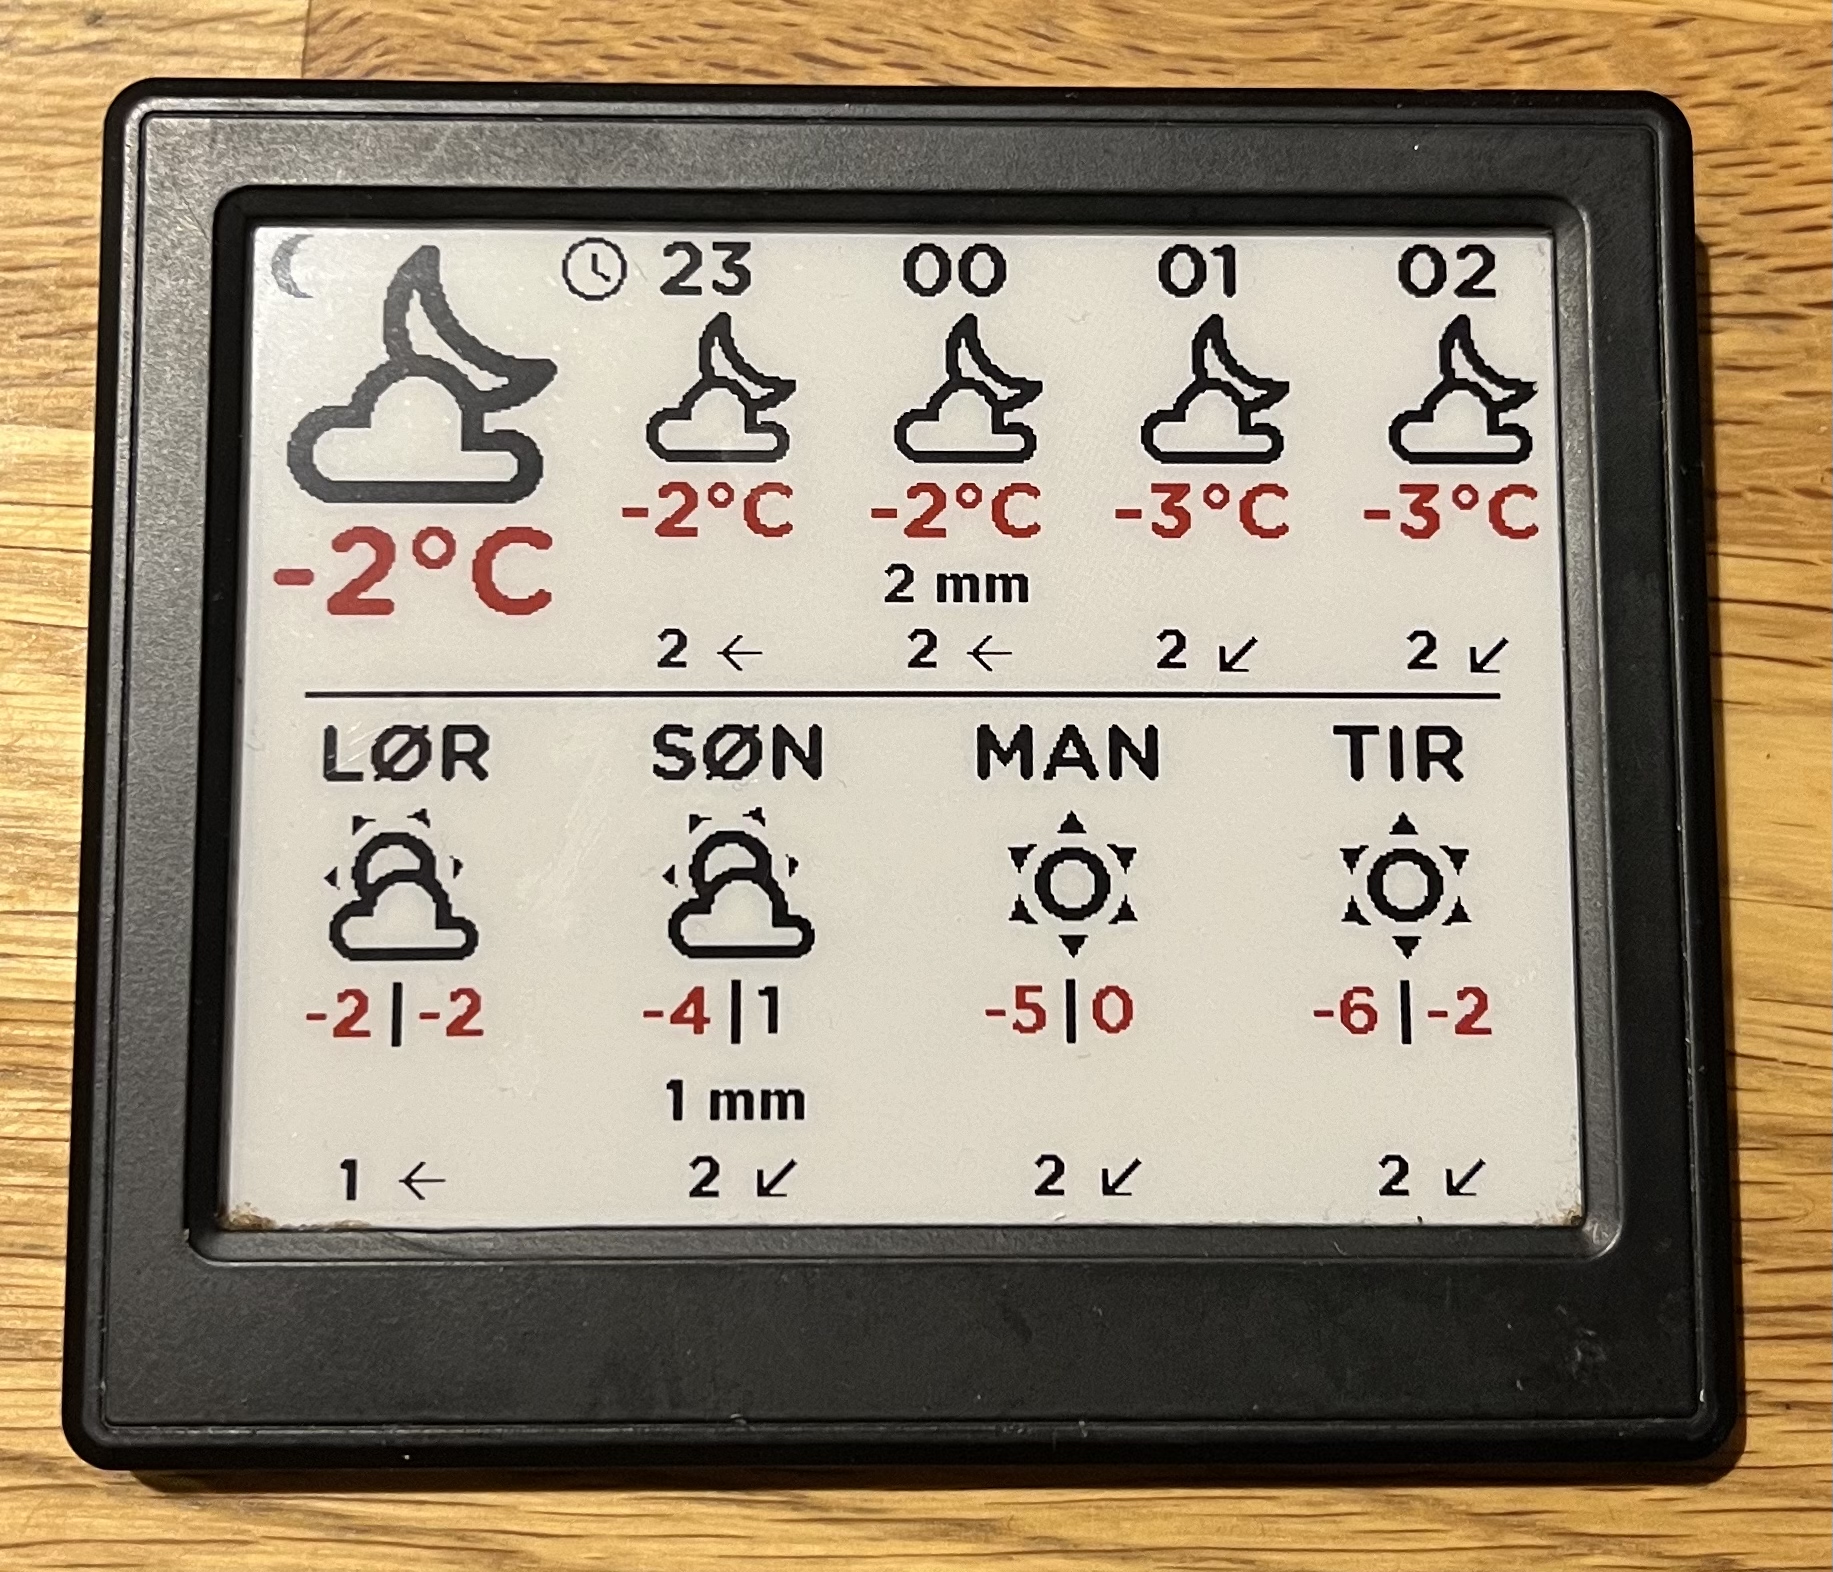 23 00 01 02
-2°C -2°C -3°C -3°C
-2°C
2 mm
2 ← 2 ← 2 ↙ 2 ↙
LØR SØN MAN TIR
-2|-2 -4|1 -5|0 -6|-2
1 mm
1 ← 2 ↙ 2 ↙ 2 ↙